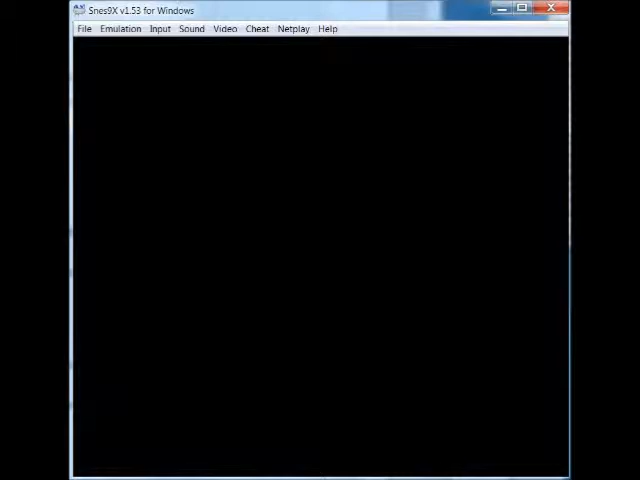 Snes9X v1.53 for Windows
File Emulation Input Sound Video Cheat Netplay Help